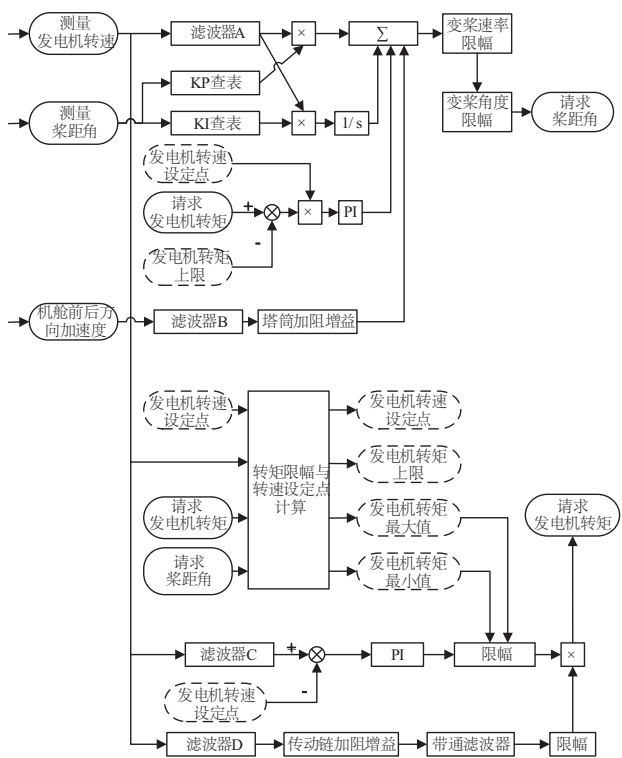 测量
发电机转速
滤波器A
×
∑
变桨速率
限幅
KP查表
测量
桨距角
KI查表
×
1/s
变桨角度
限幅
请求
桨距角
发电机转速
设定点
请求
发电机转矩
+
-
×
PI
发电机转矩
上限
机舱前后方
向加速度
滤波器B
塔筒加阻增益
发电机转速
设定点
请求
发电机转矩
请求
桨距角
转矩限幅与
转速设定点
计算
发电机转速
设定点
发电机转矩
上限
发电机转矩
最大值
发电机转矩
最小值
请求
发电机转矩
滤波器C
+
-
PI
限幅
×
发电机转速
设定点
滤波器D
传动链加阻增益
带通滤波器
限幅